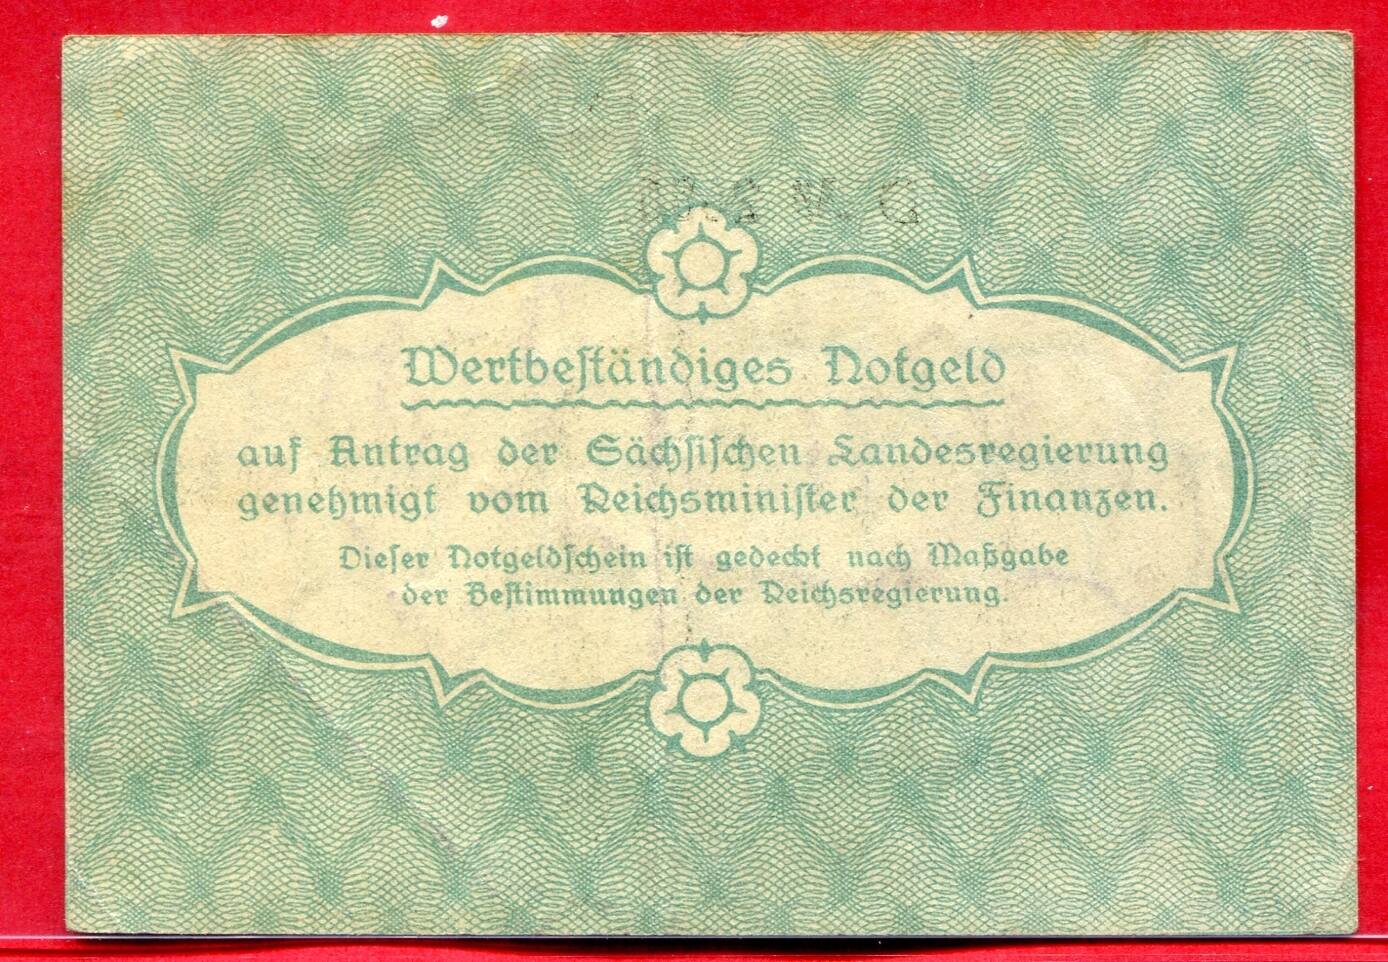 Wertbeständiges Notgeld
auf Antrag der Sächsischen Landesregierung
genehmigt vom Reichsminister der Finanzen.
Dieser Notgeldschein ist gedeckt nach Maßgabe
der Bestimmungen der Reichsregierung.